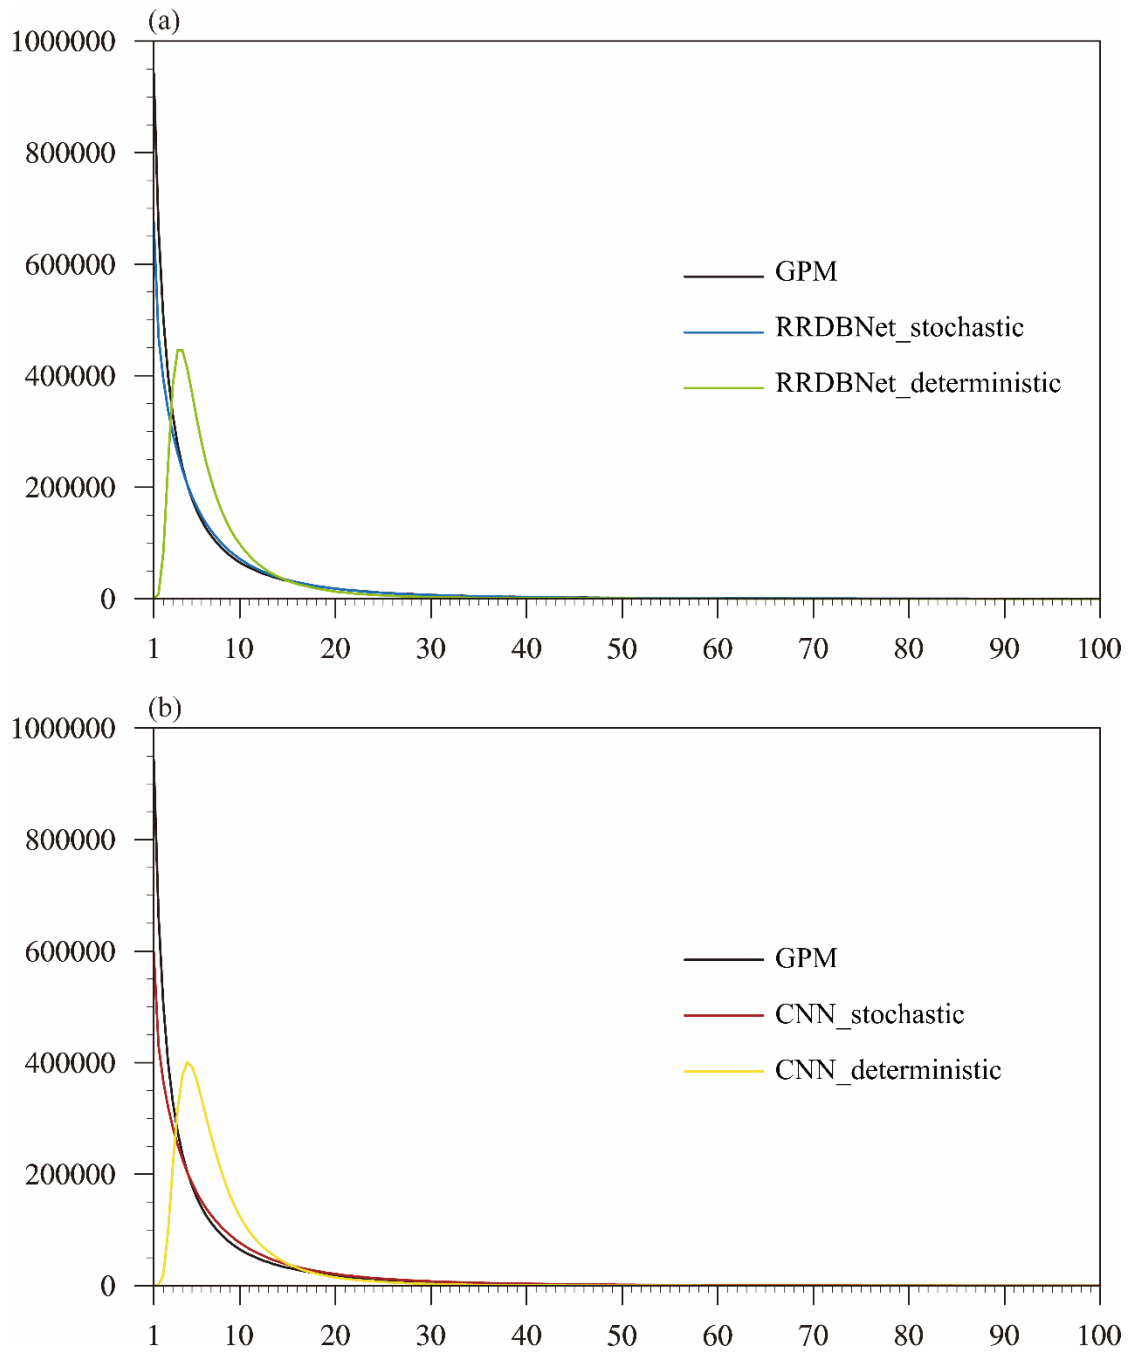 (a)
1000000
800000
600000
400000
200000
0
GPM
RRDBNet_stochastic
RRDBNet_deterministic
1 10 20 30 40 50 60 70 80 90 100
(b)
1000000
800000
600000
400000
200000
0
GPM
CNN_stochastic
CNN_deterministic
1 10 20 30 40 50 60 70 80 90 100